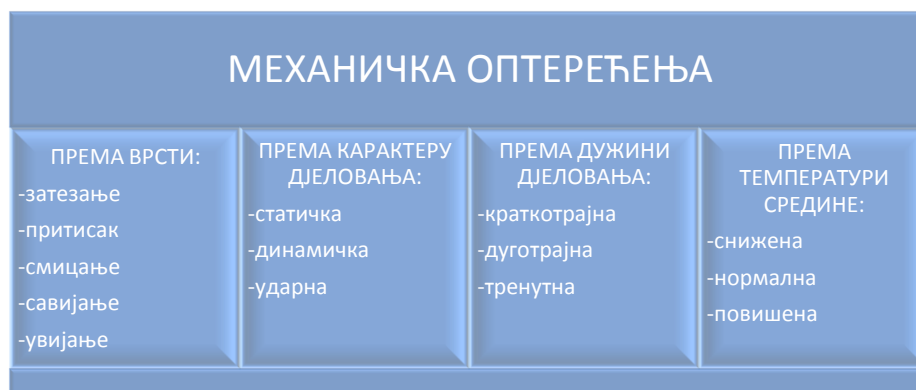 МЕХАНИЧКА ОПТЕРЕЋЕЊА
ПРЕМА ВРСТИ:
-затезање
-притисак
-смицање
-савијање
-увијање
ПРЕМА КАРАКТЕРУ
ДЈЕЛОВАЊА:
-статичка
-динамичка
-ударна
ПРЕМА ДУЖИНИ
ДЈЕЛОВАЊА:
-краткотрајна
-дуготрајна
-тренутна
ПРЕМА
ТЕМПЕРАТУРИ
СРЕДИНЕ:
-снижена
-нормална
-повишена